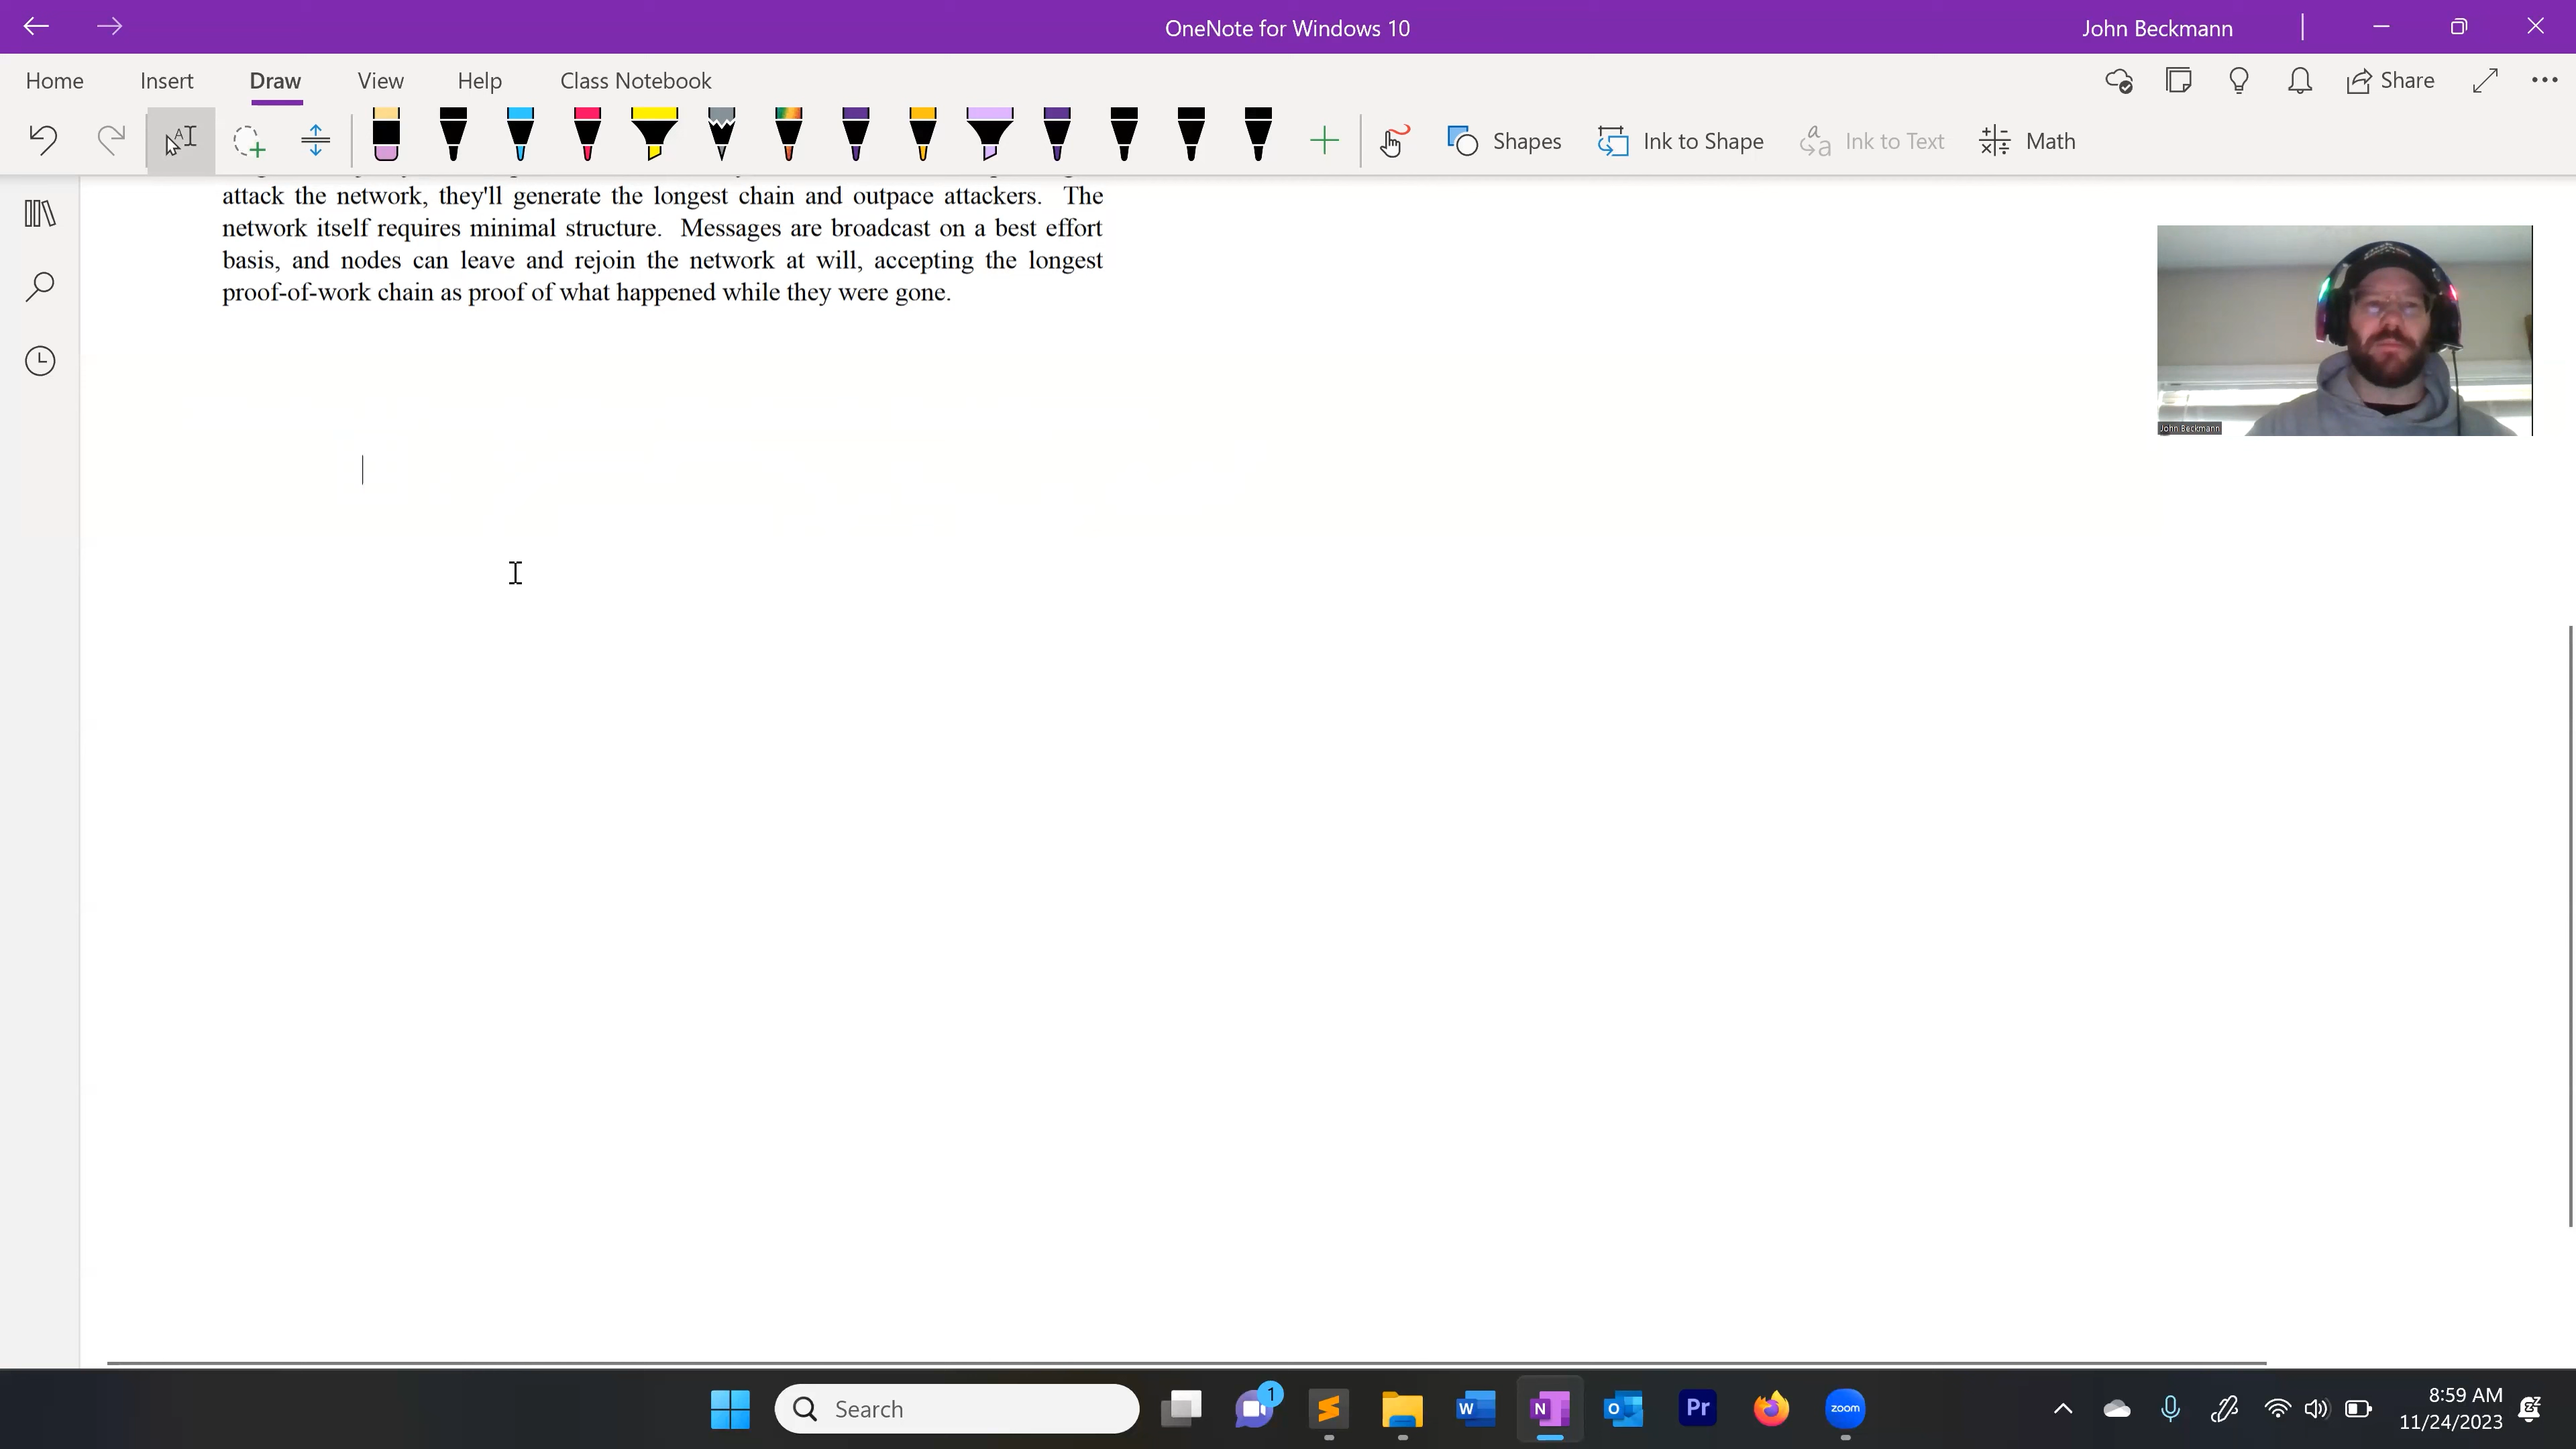 OneNote for Windows 10
John Beckmann
Home
Insert
Draw
View
Help
Class Notebook
Share
Shapes
Ink to Shape
Ink to Text
Math
attack the network, they'll generate the longest chain and outpace attackers. The
network itself requires minimal structure. Messages are broadcast on a best effort
basis, and nodes can leave and rejoin the network at will, accepting the longest
proof-of-work chain as proof of what happened while they were gone.
John Beckmann
Search
1
W
N
O
Pr
zoom
8:59 AM
11/24/2023